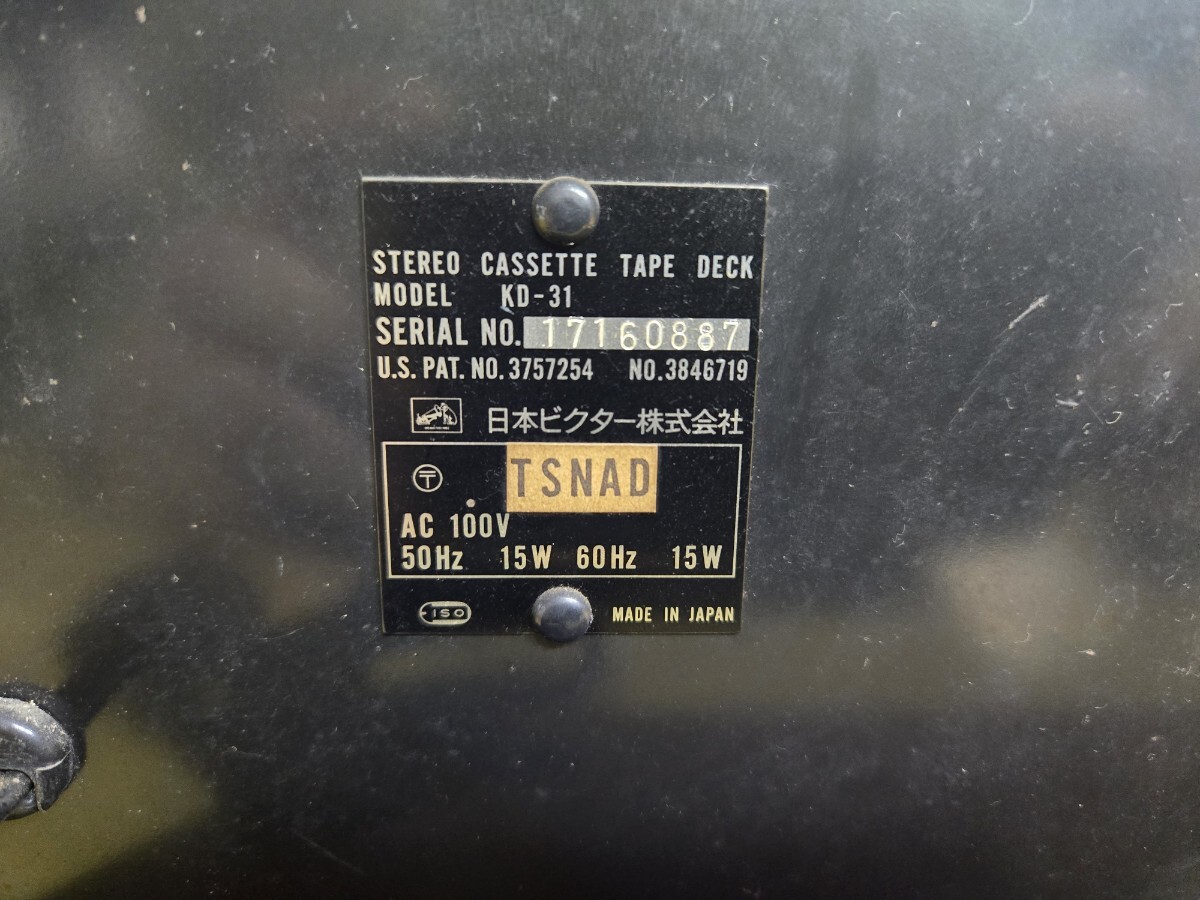 STEREO CASSETTE TAPE DECK
MODEL KD-31
SERIAL NO. 17160887
U.S. PAT. NO. 3757254 NO. 3846719
日本ビクター株式会社
〒 TSNAD
AC 100V
50Hz 15W 60Hz 15W
ISO MADE IN JAPAN